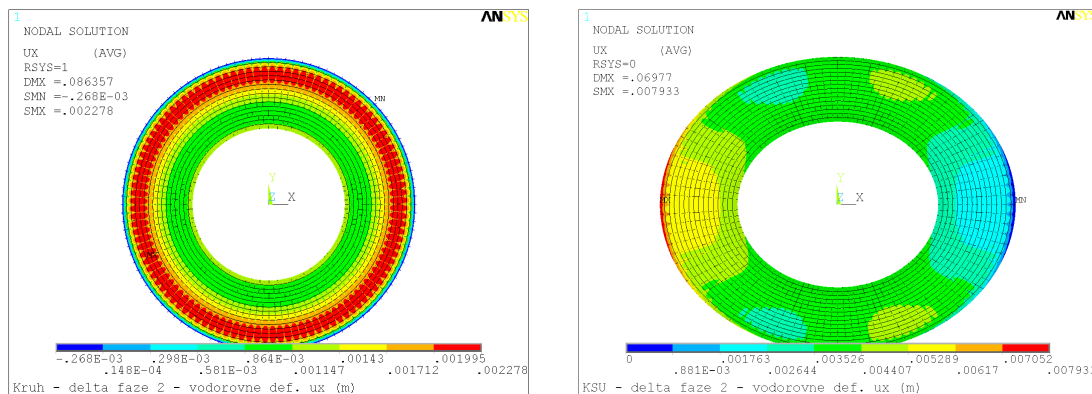 1
ANSYS
NODAL SOLUTION
UX (AVG)
RSYS=1
DMX =.086357
SMN =-.268E-03
SMX =.002278
MN
Y
Z X
-.268E-03 .298E-03 .864E-03 .00143 .001995
.148E-04 .581E-03 .001147 .001712 .002278
Kruh - delta faze 2 - vodorovne def. ux (m)
1
ANSYS
NODAL SOLUTION
UX (AVG)
RSYS=0
DMX =.06977
SMX =.007933
Y
MX Z X MN
0 .001763 .003526 .005289 .007052
.881E-03 .002644 .004407 .00617 .007933
KSU - delta faze 2 - vodorovne def. ux (m)